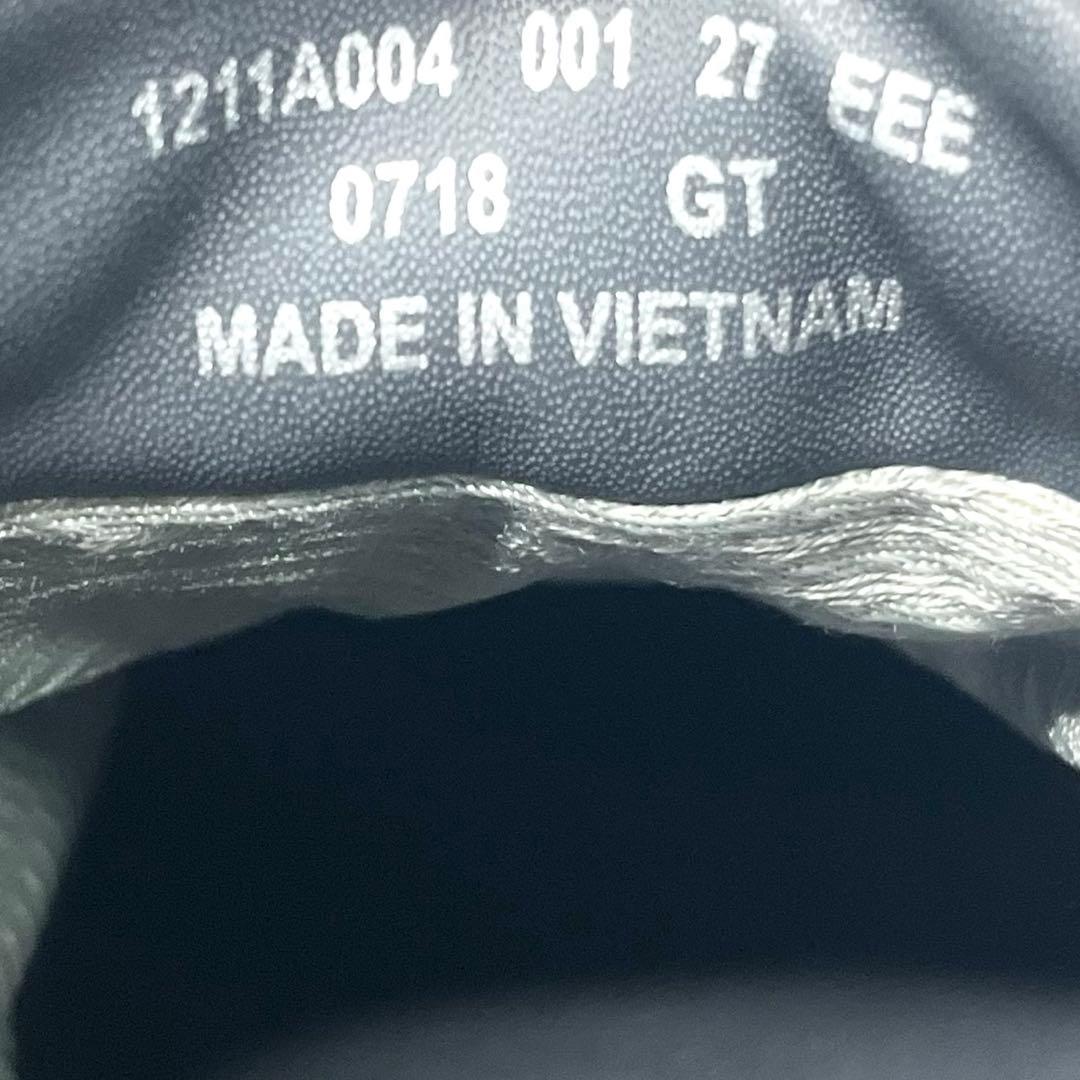 1211A004 001 27 EEE
0718 GT
MADE IN VIETNAM